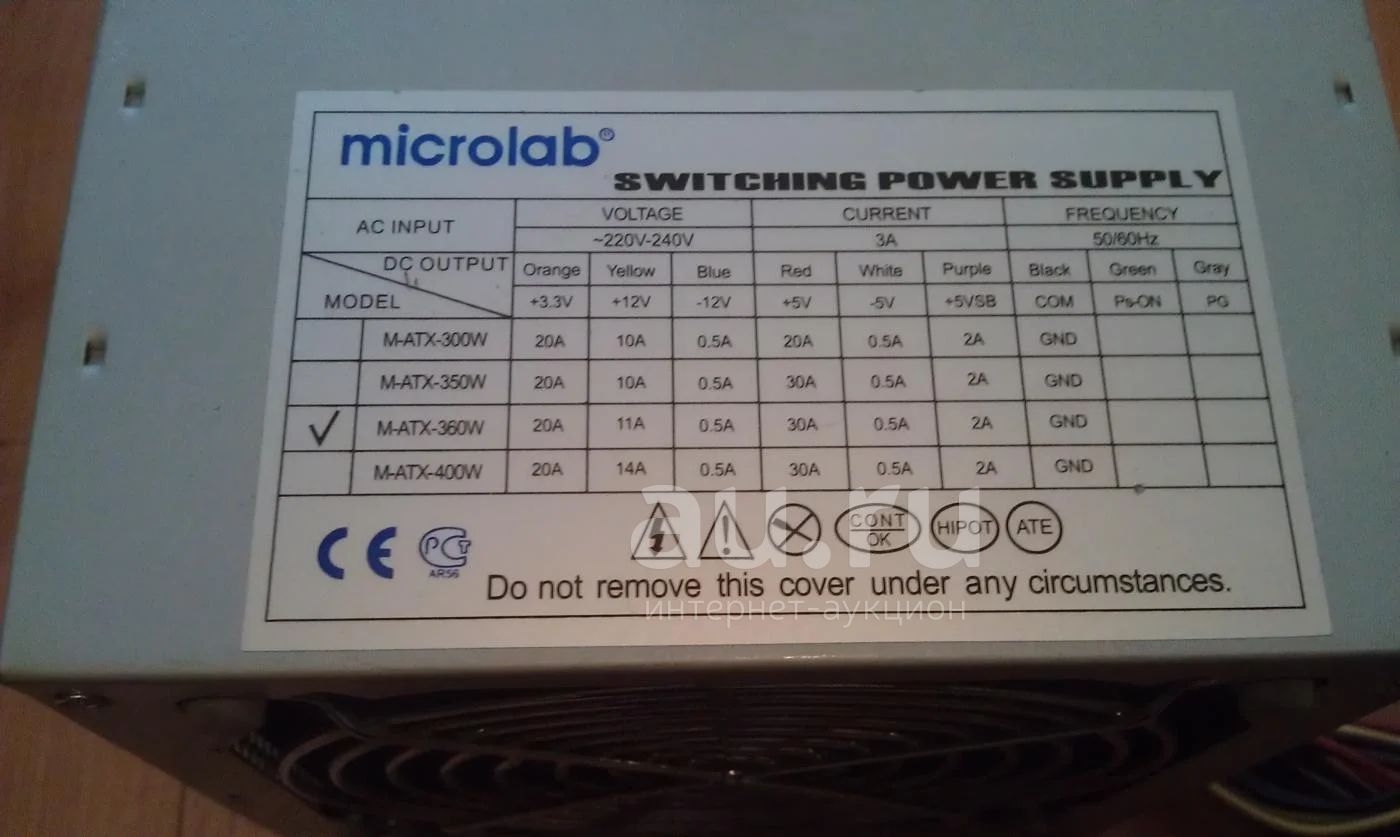 microlab®
SWITCHING POWER SUPPLY
AC INPUT VOLTAGE CURRENT FREQUENCY
~220V-240V 3A 50/60Hz
DC OUTPUT Orange Yellow Blue Red White Purple Black Green Gray
MODEL +3.3V +12V -12V +5V -5V +5VSB COM Ps-ON PG
M-ATX-300W 20A 10A 0.5A 20A 0.5A 2A GND
M-ATX-350W 20A 10A 0.5A 30A 0.5A 2A GND
✓ M-ATX-360W 20A 11A 0.5A 30A 0.5A 2A GND
M-ATX-400W 20A 14A 0.5A 30A 0.5A 2A GND
au.ru
CE РСТ CONT OK HIPOT ATE
АЯ56
Do not remove this cover under any circumstances.
интернет-аукцион